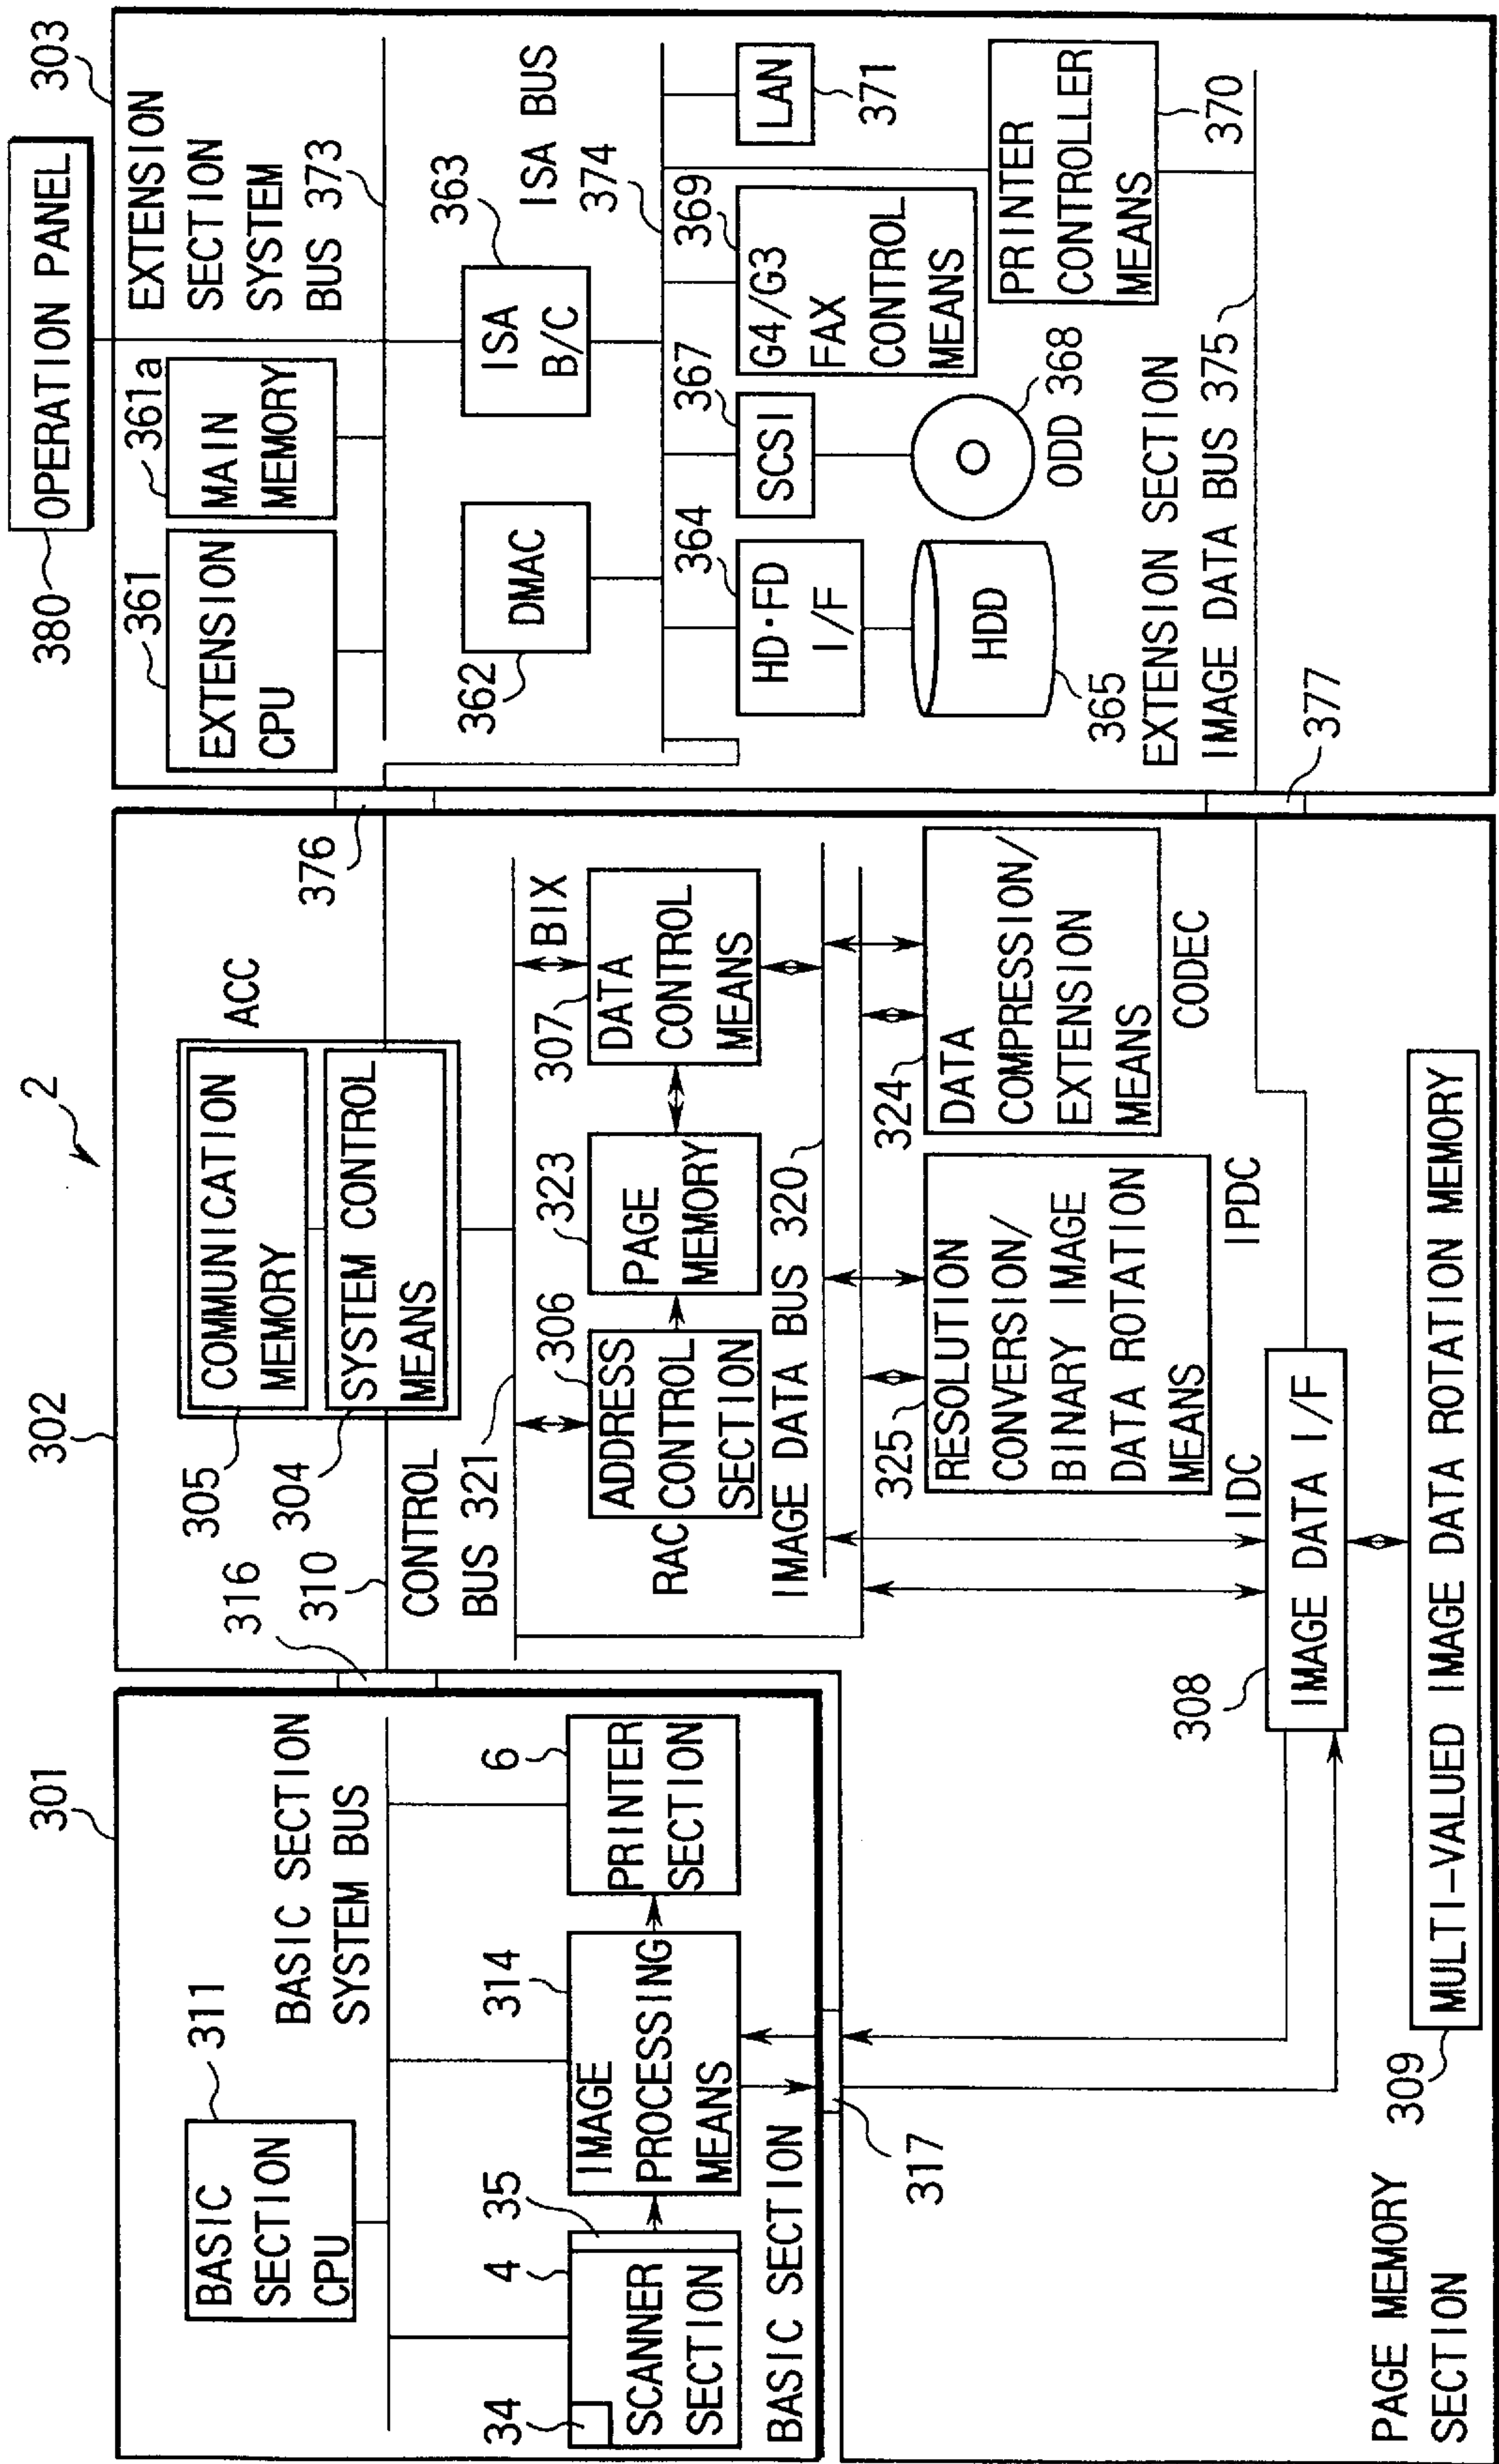 2
301
311
BASIC
SECTION
CPU
BASIC SECTION
SYSTEM BUS
34
4
35
SCANNER
SECTION
314
IMAGE
PROCESSING
MEANS
6
PRINTER
SECTION
BASIC SECTION
316
317
302
305
COMMUNICATION
MEMORY
ACC
304
SYSTEM CONTROL
MEANS
310
376
CONTROL
BUS 321
BIX
306
ADDRESS
CONTROL
SECTION
RAC
323
PAGE
MEMORY
307
DATA
CONTROL
MEANS
IMAGE DATA BUS 320
325
RESOLUTION
CONVERSION/
BINARY IMAGE
DATA ROTATION
MEANS
IPDC
324
DATA
COMPRESSION/
EXTENSION
MEANS
CODEC
IDC
308
IMAGE DATA I/F
309
MULTI-VALUED IMAGE DATA ROTATION MEMORY
PAGE MEMORY
SECTION
377
380
OPERATION PANEL
303
361
EXTENSION
CPU
361a
MAIN
MEMORY
EXTENSION
SECTION
SYSTEM
BUS 373
362
DMAC
363
ISA
B/C
ISA BUS
374
364
HD·FD
I/F
367
SCSI
369
G4/G3
FAX
CONTROL
MEANS
LAN
371
365
HDD
ODD 368
PRINTER
CONTROLLER
MEANS
370
EXTENSION SECTION
IMAGE DATA BUS 375